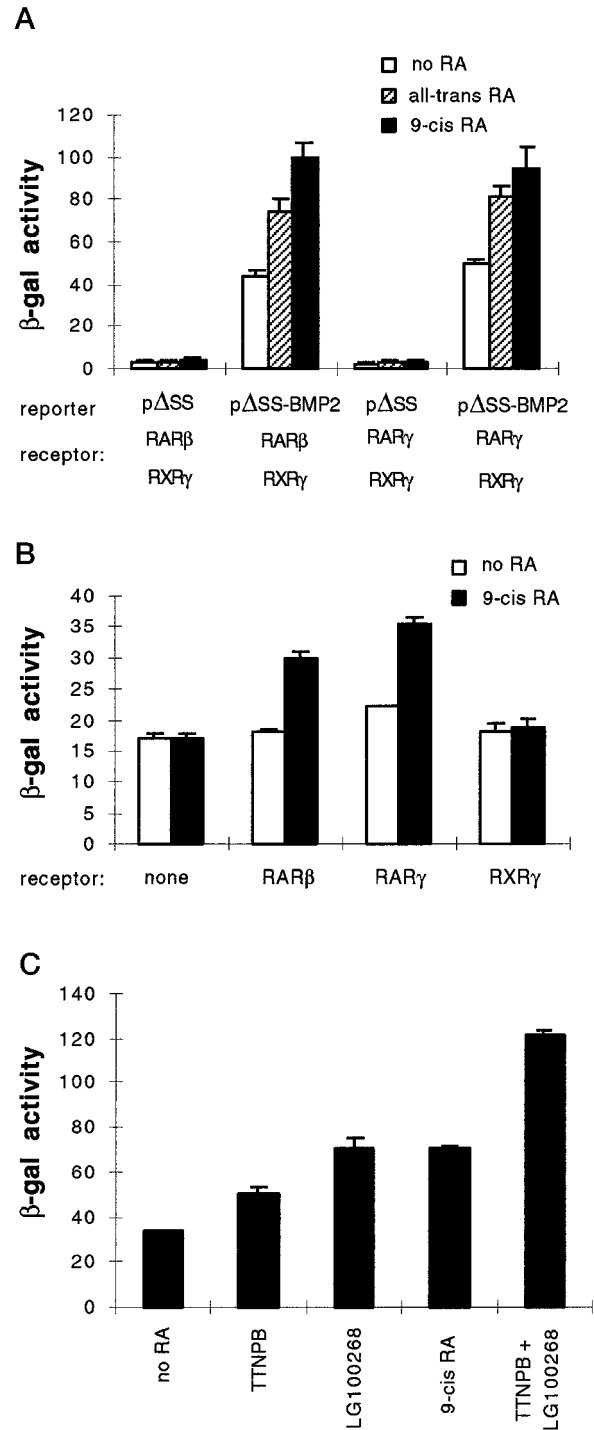 A
no RA
all-trans RA
9-cis RA
120
100
80
60
40
20
0
β-gal activity
reporter pΔSS pΔSS-BMP2 pΔSS pΔSS-BMP2
receptor: RARβ RARβ RARγ RARγ
RXRγ RXRγ RXRγ RXRγ
B
no RA
9-cis RA
40
35
30
25
20
15
10
5
0
β-gal activity
receptor: none RARβ RARγ RXRγ
C
140
120
100
80
60
40
20
0
β-gal activity
no RA
TTNPB
LG100268
9-cis RA
TTNPB +
LG100268